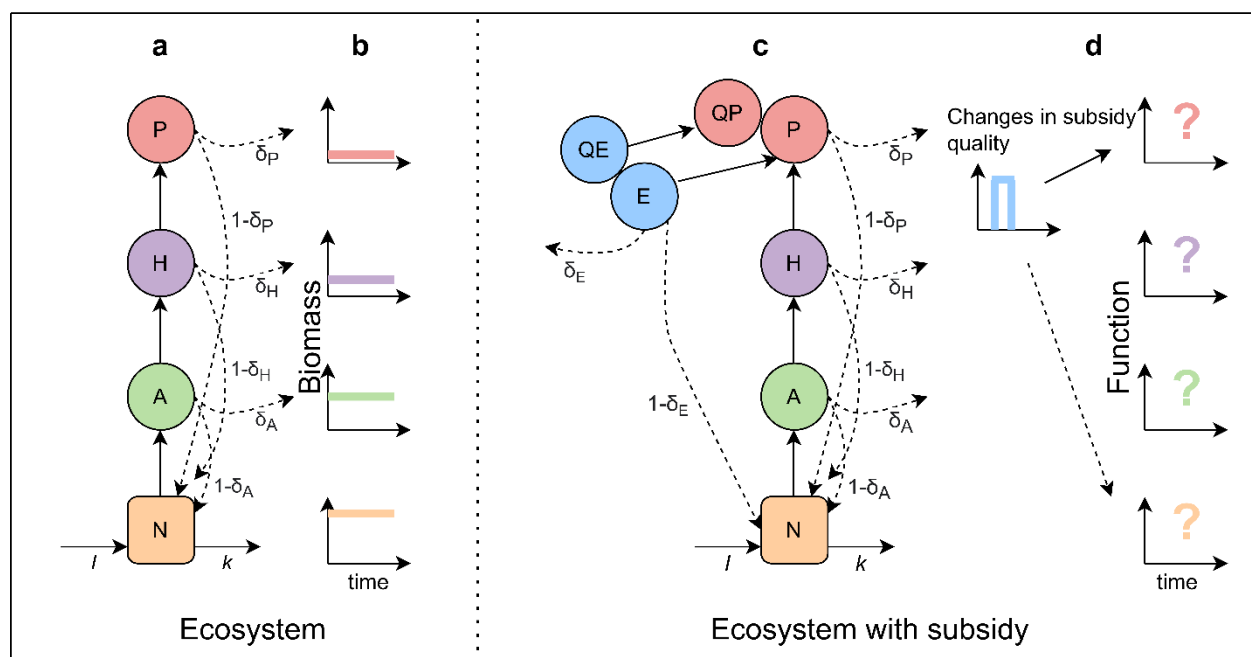 a
b
c
d
P
δP
1-δP
H
δH
1-δH
A
δA
1-δA
N
I
k
Biomass
time
Ecosystem
QE
E
QP
P
δE
1-δE
δP
1-δP
H
δH
1-δH
A
δA
1-δA
N
I
k
Changes in subsidy
quality
Function
?
?
?
?
time
Ecosystem with subsidy